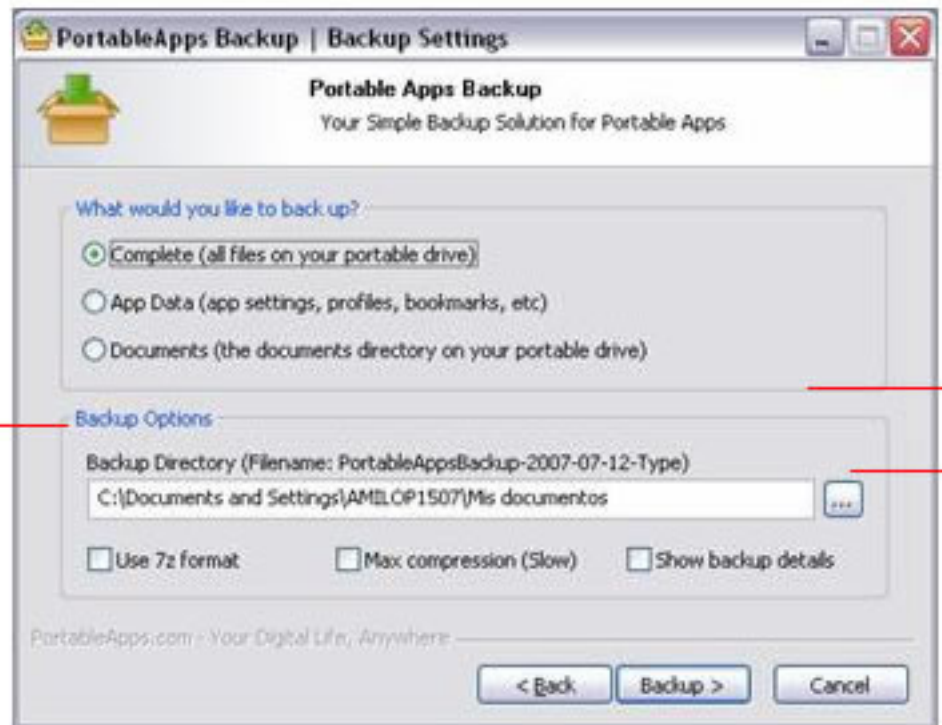 PortableApps Backup | Backup Settings
Portable Apps Backup
Your Simple Backup Solution for Portable Apps
What would you like to back up?
Complete (all files on your portable drive)
App Data (app settings, profiles, bookmarks, etc)
Documents (the documents directory on your portable drive)
Backup Options
Backup Directory (Filename: PortableAppsBackup-2007-07-12-Type)
C:\Documents and Settings\AMILOP1507\Mis documentos
...
Use 7z format
Max compression (Slow)
Show backup details
PortableApps.com - Your Digital Life, Anywhere
< Back
Backup >
Cancel